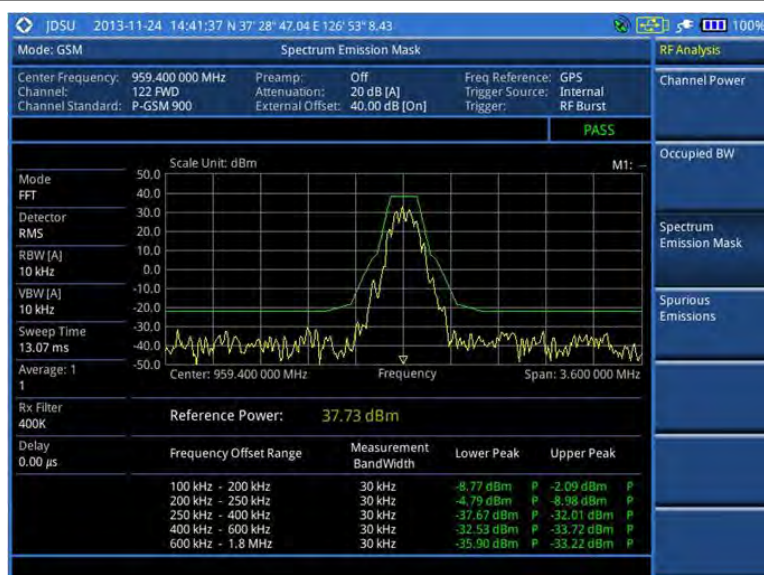 JDSU 2013-11-24 14:41:37 N 37' 28" 47.04 E 126' 53" 8.43 100%
Mode: GSM Spectrum Emission Mask RF Analysis
Center Frequency: 959.400 000 MHz Preamp: Off Freq Reference: GPS
Channel: 122 FWD Attenuation: 20 dB [A] Trigger Source: Internal
Channel Standard: P-GSM 900 External Offset: 40.00 dB [On] Trigger: RF Burst
PASS
Channel Power
Occupied BW
Spectrum
Emission Mask
Spurious
Emissions
Mode
FFT
Detector
RMS
RBW [A]
10 kHz
VBW [A]
10 kHz
Sweep Time
13.07 ms
Average: 1
1
Rx Filter
400K
Delay
0.00 µs
Scale Unit: dBm M1: --
50.0
40.0
30.0
20.0
10.0
0.0
-10.0
-20.0
-30.0
-40.0
-50.0
Center: 959.400 000 MHz Frequency Span: 3.600 000 MHz
Reference Power: 37.73 dBm
Frequency Offset Range Measurement BandWidth Lower Peak Upper Peak
100 kHz - 200 kHz 30 kHz -8.77 dBm P -2.09 dBm P
200 kHz - 250 kHz 30 kHz -4.79 dBm P -8.98 dBm P
250 kHz - 400 kHz 30 kHz -37.67 dBm P -32.01 dBm P
400 kHz - 600 kHz 30 kHz -32.53 dBm P -33.72 dBm P
600 kHz - 1.8 MHz 30 kHz -35.90 dBm P -33.22 dBm P